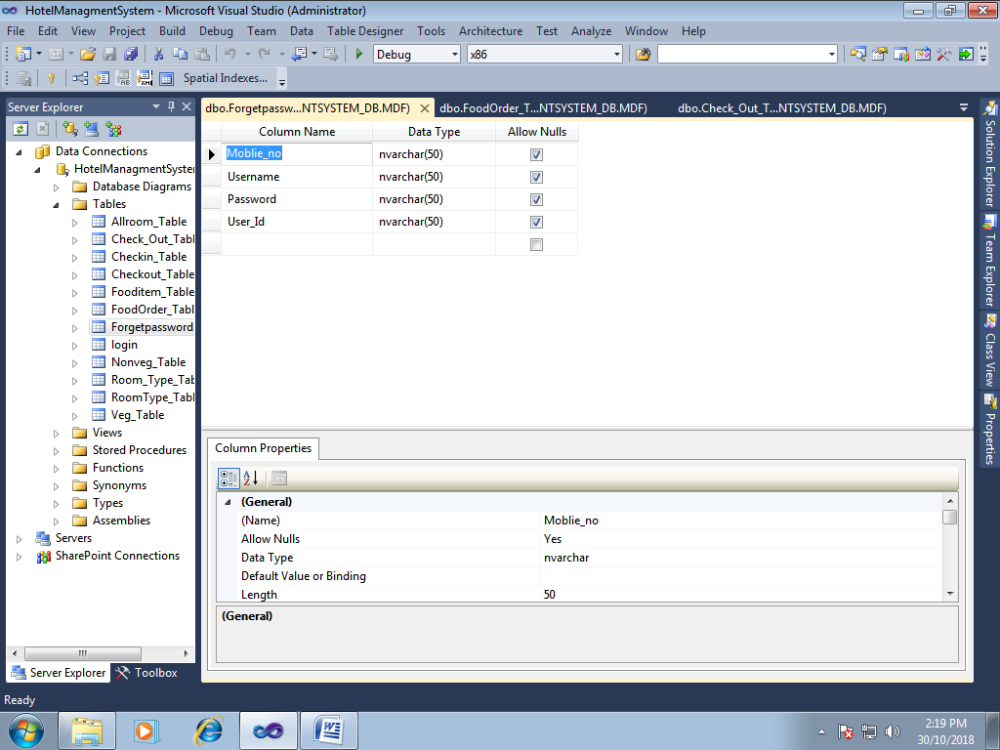 HotelManagmentSystem - Microsoft Visual Studio (Administrator)
File Edit View Project Build Debug Team Data Table Designer Tools Architecture Test Analyze Window Help
Debug x86
Spatial Indexes...
Server Explorer
Data Connections
HotelManagmentSyster
Database Diagrams
Tables
Allroom_Table
Check_Out_Tabl
Checkin_Table
Checkout_Table
Fooditem_Table
FoodOrder_Tabl
Forgetpassword
login
Nonveg_Table
Room_Type_Tab
RoomType_Tabl
Veg_Table
Views
Stored Procedures
Functions
Synonyms
Types
Assemblies
Servers
SharePoint Connections
Server Explorer Toolbox
dbo.Forgetpassw...NTSYSTEM_DB.MDF) dbo.FoodOrder_T...NTSYSTEM_DB.MDF) dbo.Check_Out_T...NTSYSTEM_DB.MDF)
Column Name Data Type Allow Nulls
Moblie_no nvarchar(50)
Username nvarchar(50)
Password nvarchar(50)
User_Id nvarchar(50)
Column Properties
(General)
(Name) Moblie_no
Allow Nulls Yes
Data Type nvarchar
Default Value or Binding
Length 50
(General)
Solution Explorer
Team Explorer
Class View
Properties
Ready
2:19 PM
30/10/2018